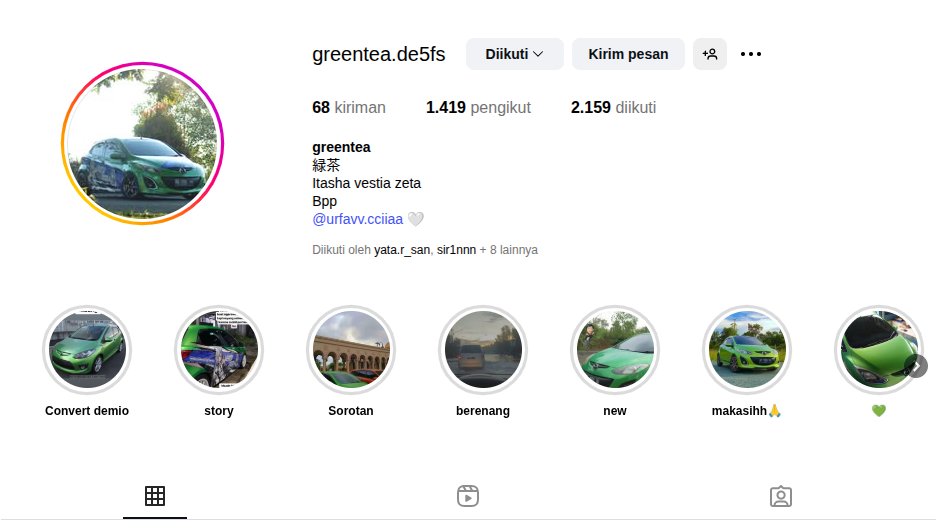 greentea.de5fs Diikuti Kirim pesan
68 kiriman 1.419 pengikut 2.159 diikuti
greentea
緑茶
Itasha vestia zeta
Bpp
@urfavv.cciiaa 🤍
Diikuti oleh yata.r_san, sir1nnn + 8 lainnya
Convert demio story Sorotan berenang new makasihh🙏 💚